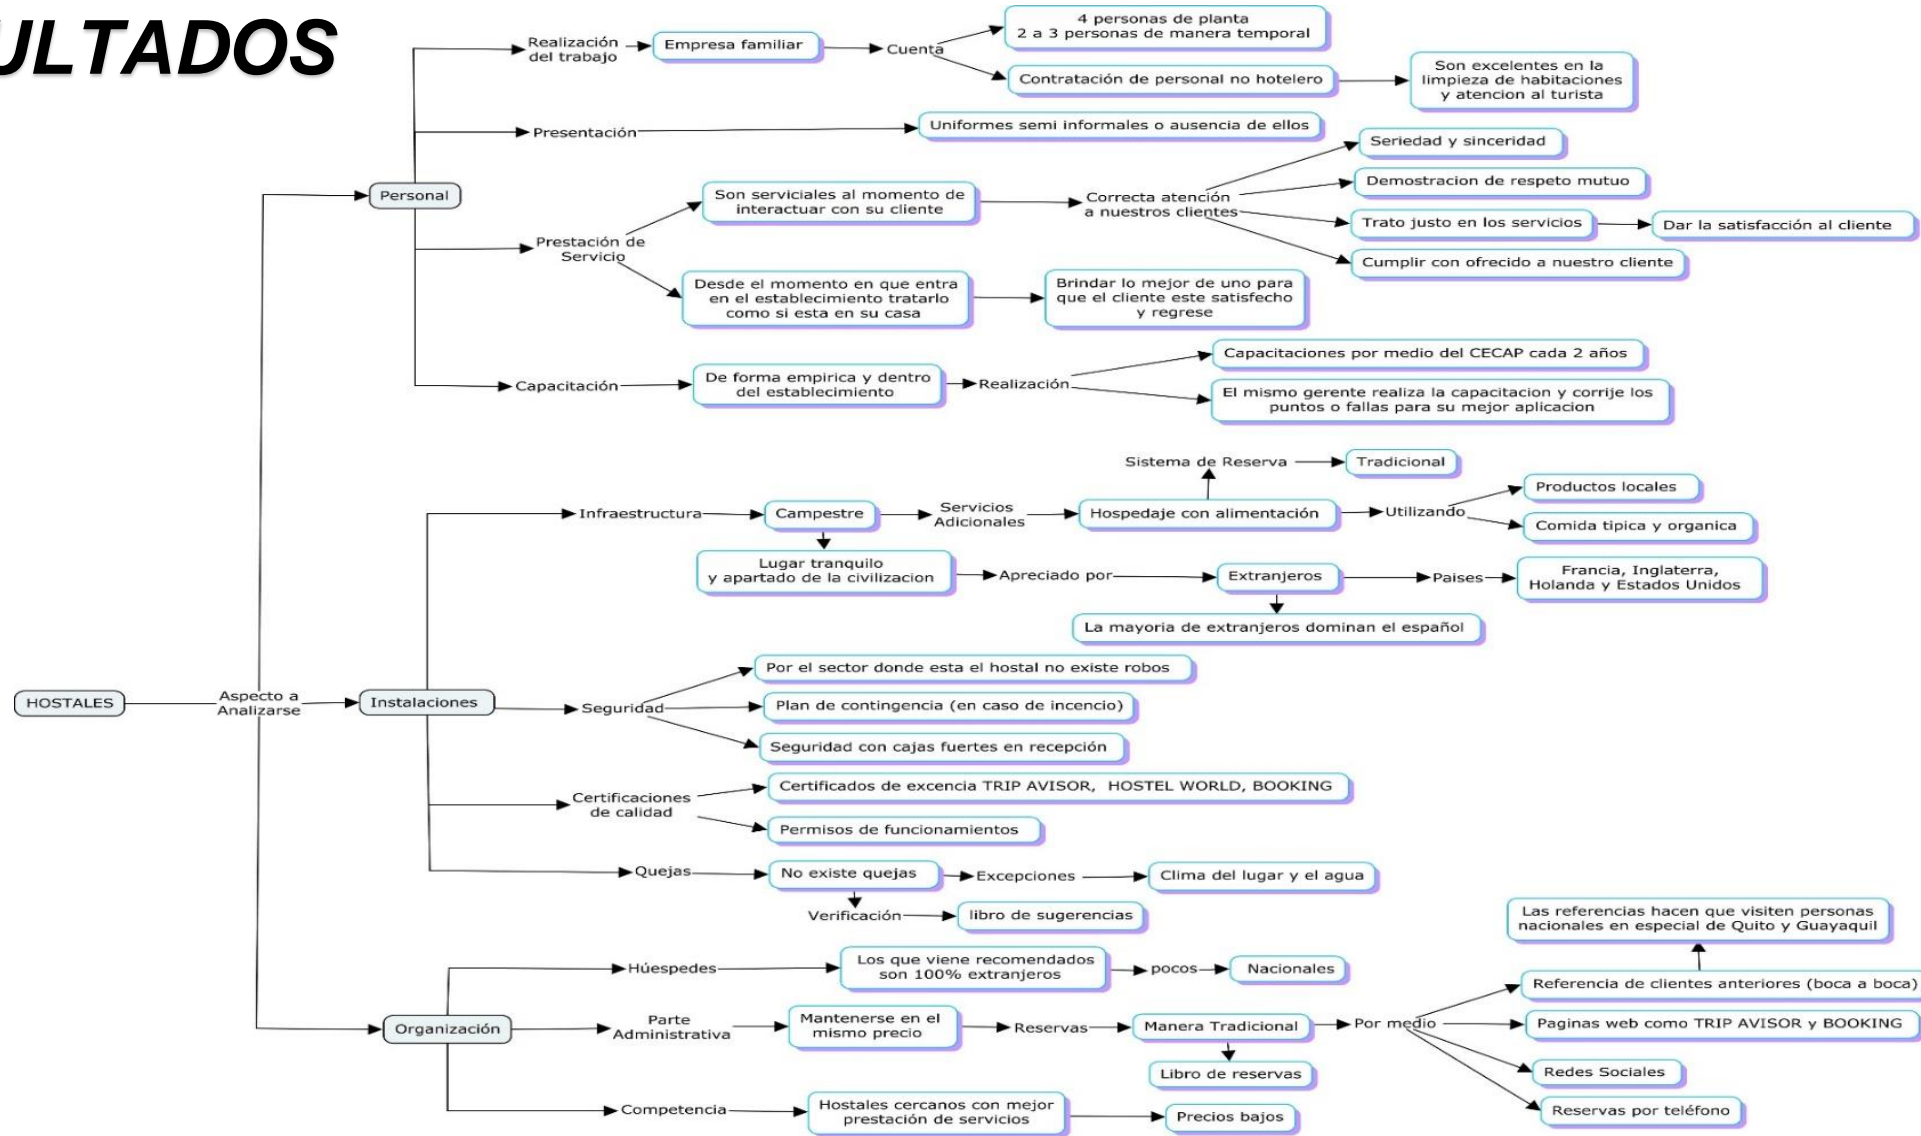 ULTADOS
Realización
del trabajo
Empresa familiar
Cuenta
4 personas de planta
2 a 3 personas de manera temporal
Contratación de personal no hotelero
Son excelentes en la
limpieza de habitaciones
y atencion al turista
Presentación
Uniformes semi informales o ausencia de ellos
Personal
Prestación de
Servicio
Son serviciales al momento de
interactuar con su cliente
Correcta atención
a nuestros clientes
Seriedad y sinceridad
Demostracion de respeto mutuo
Trato justo en los servicios
Dar la satisfacción al cliente
Cumplir con ofrecido a nuestro cliente
Desde el momento en que entra
en el establecimiento tratarlo
como si esta en su casa
Brindar lo mejor de uno para
que el cliente este satisfecho
y regrese
Capacitación
De forma empirica y dentro
del establecimiento
Realización
Capacitaciones por medio del CECAP cada 2 años
El mismo gerente realiza la capacitacion y corrije los
puntos o fallas para su mejor aplicacion
Sistema de Reserva
Tradicional
Infraestructura
Campestre
Servicios
Adicionales
Hospedaje con alimentación
Utilizando
Productos locales
Comida tipica y organica
Lugar tranquilo
y apartado de la civilizacion
Apreciado por
Extranjeros
Paises
Francia, Inglaterra,
Holanda y Estados Unidos
La mayoria de extranjeros dominan el español
HOSTALES
Aspecto a
Analizarse
Instalaciones
Seguridad
Por el sector donde esta el hostal no existe robos
Plan de contingencia (en caso de incencio)
Seguridad con cajas fuertes en recepción
Certificaciones
de calidad
Certificados de excencia TRIP AVISOR, HOSTEL WORLD, BOOKING
Permisos de funcionamientos
Quejas
No existe quejas
Excepciones
Clima del lugar y el agua
Verificación
libro de sugerencias
Las referencias hacen que visiten personas
nacionales en especial de Quito y Guayaquil
Húespedes
Los que viene recomendados
son 100% extranjeros
pocos
Nacionales
Referencia de clientes anteriores (boca a boca)
Organización
Parte
Administrativa
Mantenerse en el
mismo precio
Reservas
Manera Tradicional
Por medio
Paginas web como TRIP AVISOR y BOOKING
Libro de reservas
Redes Sociales
Reservas por teléfono
Competencia
Hostales cercanos con mejor
prestación de servicios
Precios bajos